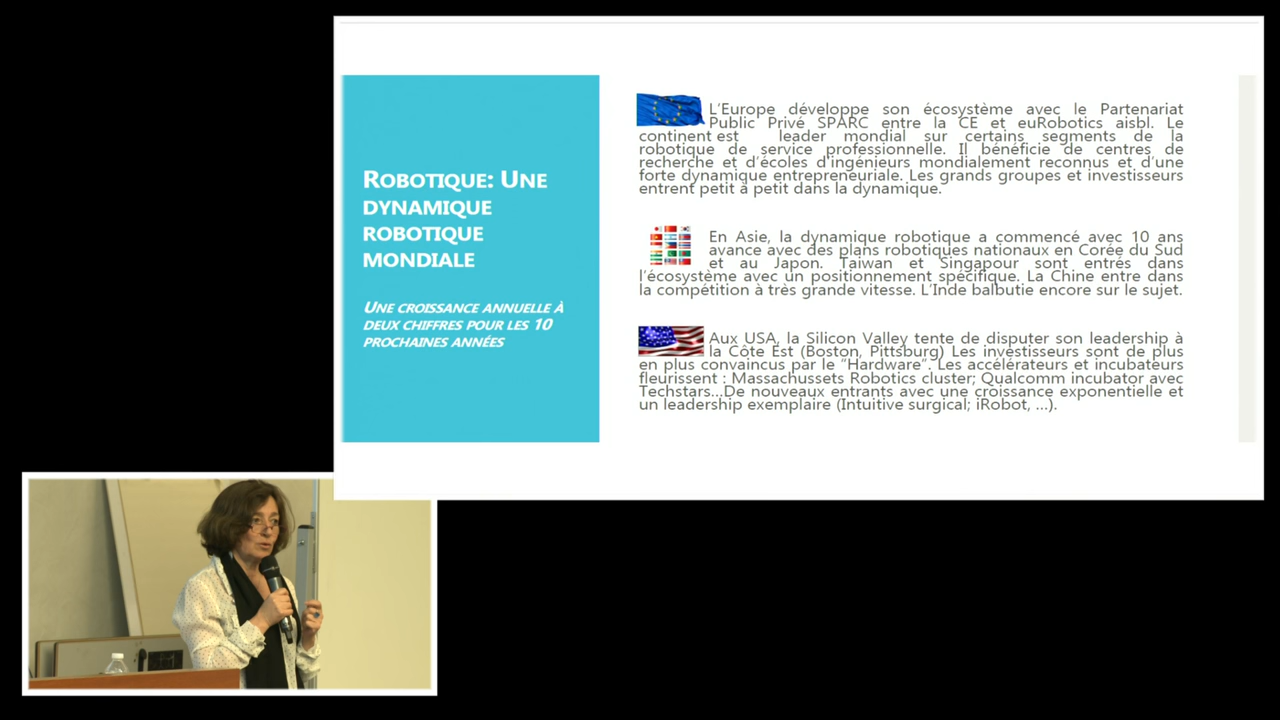 ROBOTIQUE: UNE
DYNAMIQUE
ROBOTIQUE
MONDIALE
UNE CROISSANCE ANNUELLE À
DEUX CHIFFRES POUR LES 10
PROCHAINES ANNÉES
L'Europe développe son écosystème avec le Partenariat
Public Privé SPARC entre la CE et euRobotics aisbl. Le
continent est leader mondial sur certains segments de la
robotique de service professionnelle. Il bénéficie de centres de
recherche et d'écoles d'ingénieurs mondialement reconnus et d'une
forte dynamique entrepreneuriale. Les grands groupes et investisseurs
entrent petit à petit dans la dynamique.
En Asie, la dynamique robotique a commencé avec 10 ans
avance avec des plans robotiques nationaux en Corée du Sud
et au Japon. Taiwan et Singapour sont entrés dans
l'écosystème avec un positionnement spécifique. La Chine entre dans
la compétition à très grande vitesse. L'Inde balbutie encore sur le sujet.
Aux USA, la Silicon Valley tente de disputer son leadership à
la Côte Est (Boston, Pittsburg) Les investisseurs sont de plus
en plus convaincus par le "Hardware". Les accélérateurs et incubateurs
fleurissent : Massachussets Robotics cluster; Qualcomm incubator avec
Techstars...De nouveaux entrants avec une croissance exponentielle et
un leadership exemplaire (Intuitive surgical; iRobot, ...).